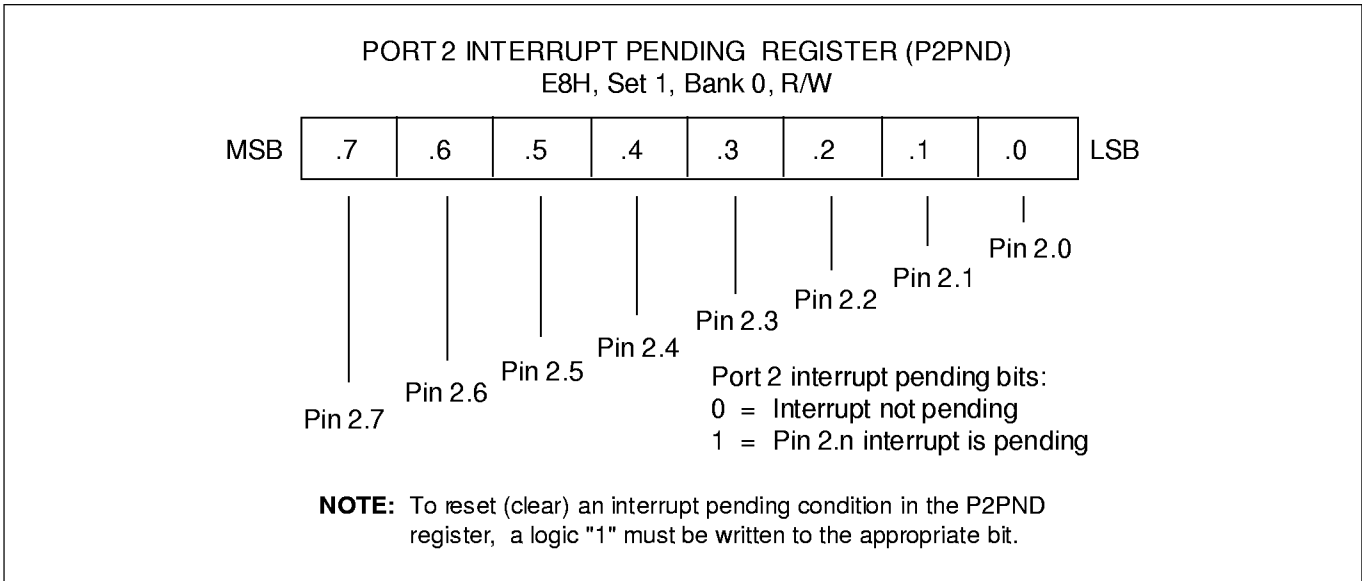 PORT 2 INTERRUPT PENDING REGISTER (P2PND)
E8H, Set 1, Bank 0, R/W
MSB .7 .6 .5 .4 .3 .2 .1 .0 LSB
Pin 2.0
Pin 2.1
Pin 2.2
Pin 2.3
Pin 2.4
Pin 2.5
Pin 2.6
Pin 2.7
Port 2 interrupt pending bits:
0 = Interrupt not pending
1 = Pin 2.n interrupt is pending
NOTE: To reset (clear) an interrupt pending condition in the P2PND
register, a logic "1" must be written to the appropriate bit.